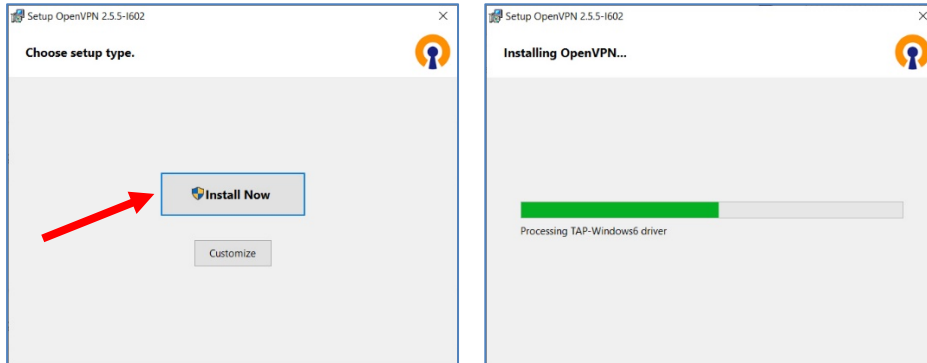 Setup OpenVPN 2.5.5-I602
Choose setup type.
Install Now
Customize
Setup OpenVPN 2.5.5-I602
Installing OpenVPN...
Processing TAP-Windows6 driver